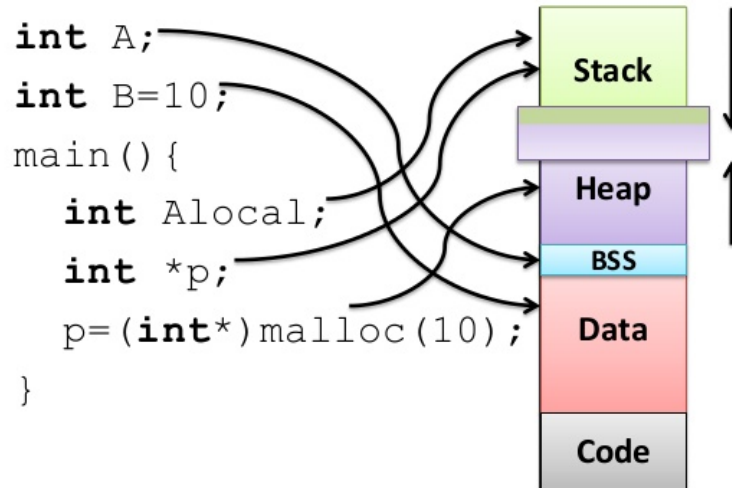 int A;
int B=10;
main(){
int Alocal;
int *p;
p=(int*)malloc(10);
}
Stack
Heap
BSS
Data
Code